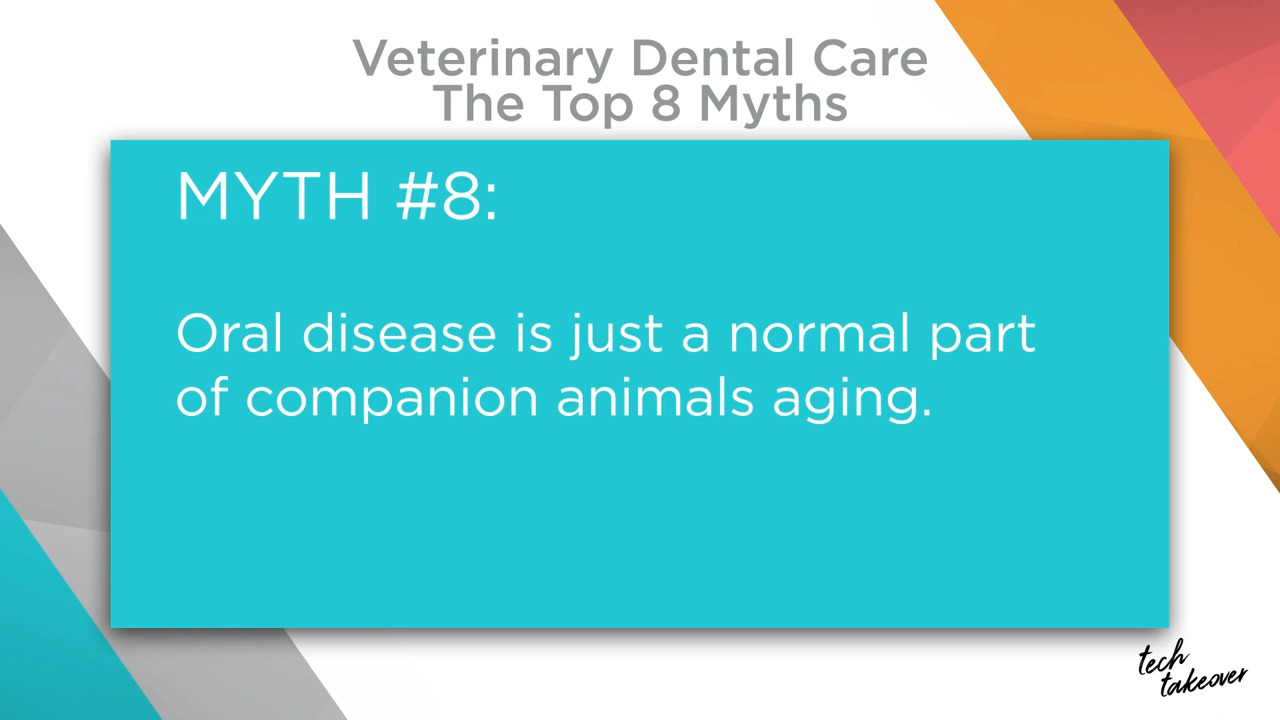 Veterinary Dental Care
The Top 8 Myths
MYTH #8:
Oral disease is just a normal part
of companion animals aging.
tech
takeover